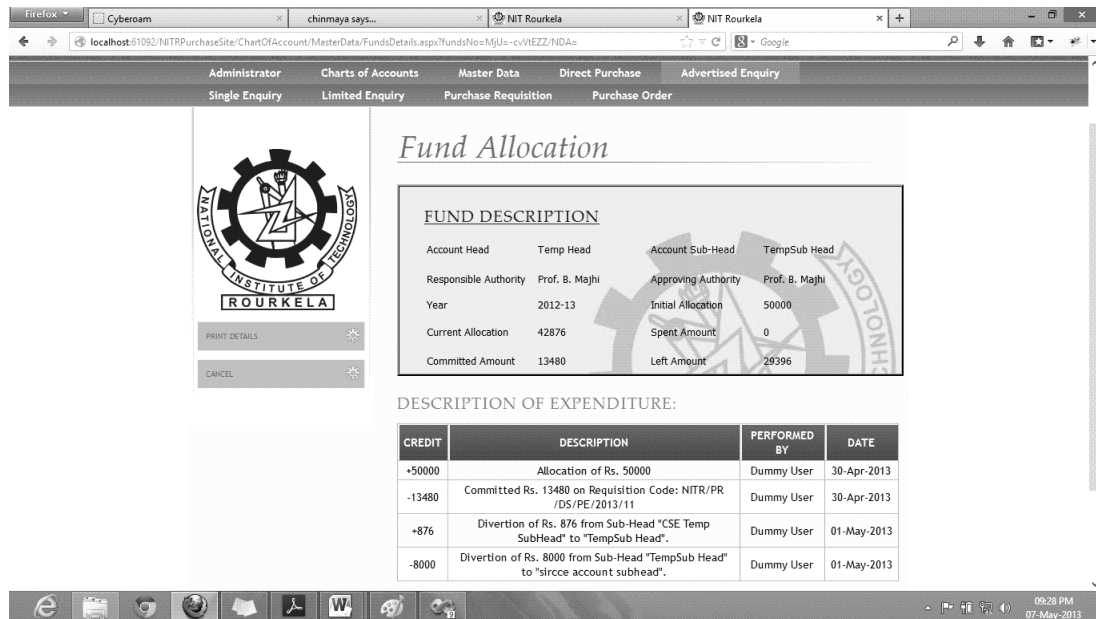 Firefox
Cyberoam
chinmaya says...
NIT Rourkela
NIT Rourkela
localhost:61092/NITRPurchaseSite/ChartOfAccount/MasterData/FundsDetails.aspx?fundsNo=MjU=-cvVtEZZ/NDA=
Google
Administrator Charts of Accounts Master Data Direct Purchase Advertised Enquiry
Single Enquiry Limited Enquiry Purchase Requisition Purchase Order
NATIONAL INSTITUTE OF TECHNOLOGY
ROURKELA
PRINT DETAILS
CANCEL
Fund Allocation
FUND DESCRIPTION
Account Head Temp Head Account Sub-Head TempSub Head
Responsible Authority Prof. B. Majhi Approving Authority Prof. B. Majhi
Year 2012-13 Initial Allocation 50000
Current Allocation 42876 Spent Amount 0
Committed Amount 13480 Left Amount 29396
DESCRIPTION OF EXPENDITURE:
CREDIT DESCRIPTION PERFORMED BY DATE
+50000 Allocation of Rs. 50000 Dummy User 30-Apr-2013
-13480 Committed Rs. 13480 on Requisition Code: NITR/PR
/DS/PE/2013/11 Dummy User 30-Apr-2013
+876 Divertion of Rs. 876 from Sub-Head "CSE Temp
SubHead" to "TempSub Head". Dummy User 01-May-2013
-8000 Divertion of Rs. 8000 from Sub-Head "TempSub Head"
to "sircce account subhead". Dummy User 01-May-2013
09:28 PM
07-May-2013